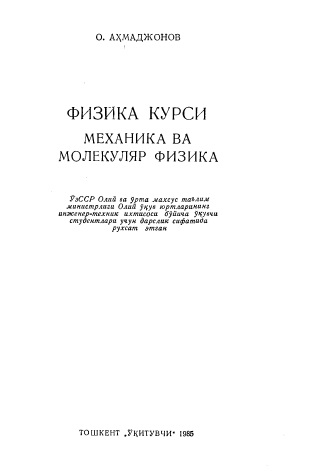 О. АҲМАДЖОНОВ
ФИЗИКА КУРСИ
МЕХАНИКА ВА
МОЛЕКУЛЯР ФИЗИКА
ЎзССР Олий ва ўрта махсус таълим
министрлиги Олий ўқув юртларининг
инженер-техник ихтисоси бўйича ўқувчи
студентлари учун дарслик сифатида
рухсат этган
ТОШКЕНТ „ЎҚИТУВЧИ“ 1985